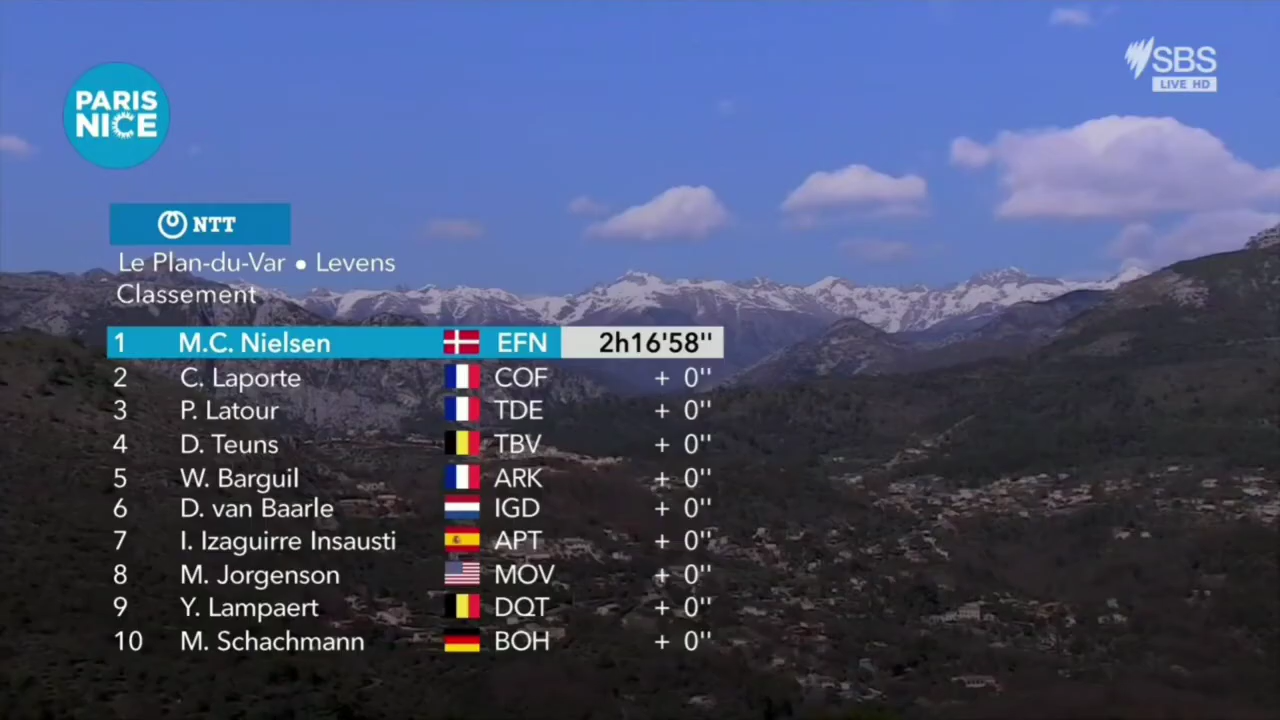 PARIS
NICE
SBS
LIVE HD
NTT
Le Plan-du-Var • Levens
Classement
1 M.C. Nielsen EFN 2h16'58''
2 C. Laporte COF + 0''
3 P. Latour TDE + 0''
4 D. Teuns TBV + 0''
5 W. Barguil ARK + 0''
6 D. van Baarle IGD + 0''
7 I. Izaguirre Insausti APT + 0''
8 M. Jorgenson MOV + 0''
9 Y. Lampaert DQT + 0''
10 M. Schachmann BOH + 0''